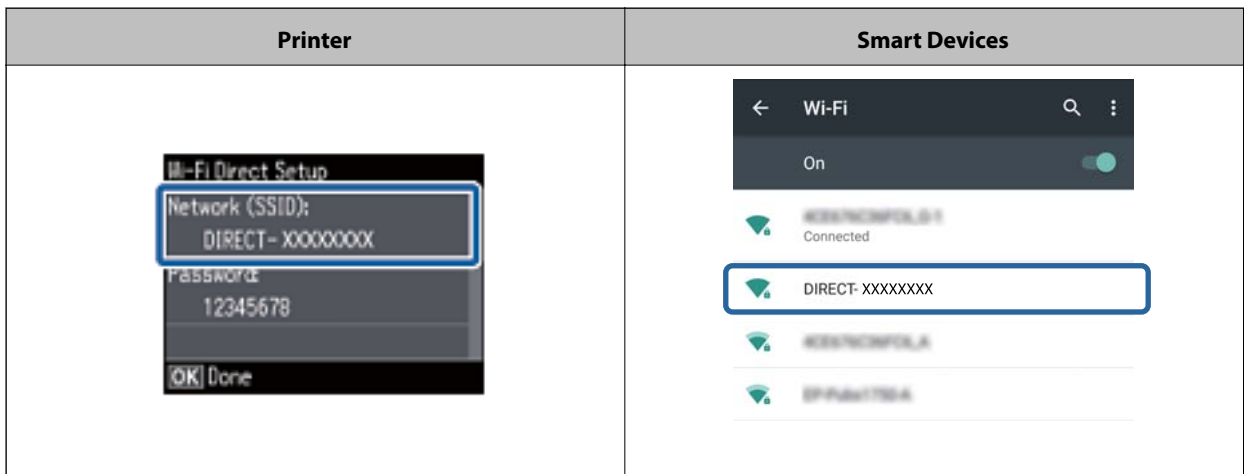 Printer
Smart Devices
Wi-Fi Direct Setup
Network (SSID):
DIRECT- XXXXXXXX
Password:
12345678
OK Done
Wi-Fi
On
Connected
DIRECT- XXXXXXXX